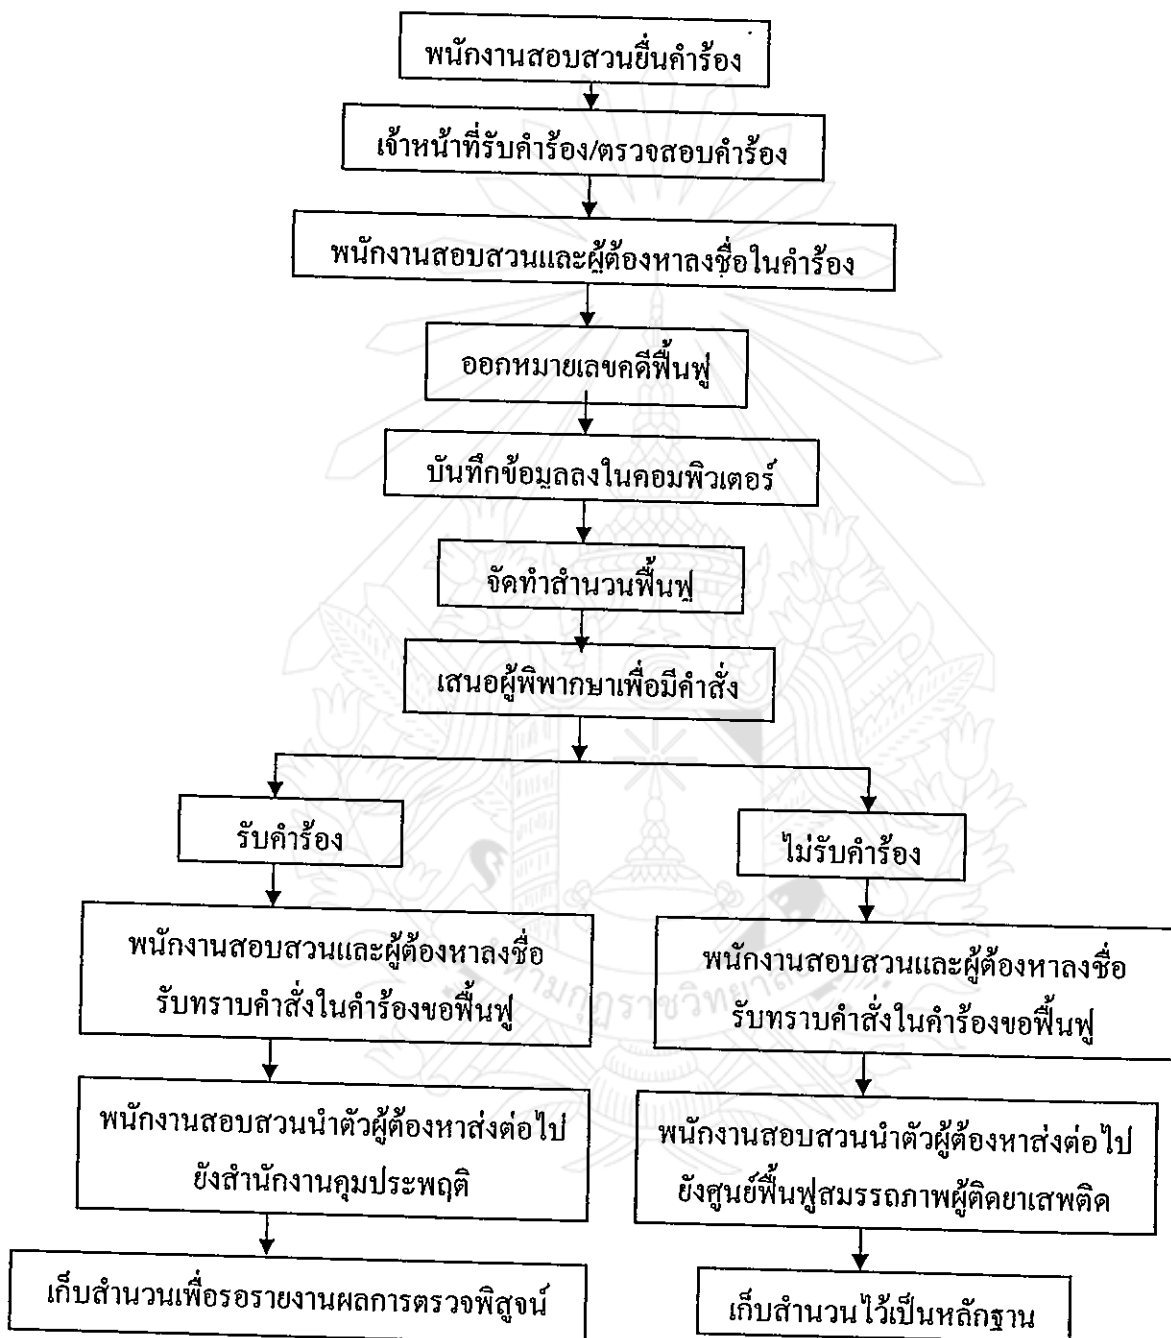 พนักงานสอบสวนยื่นคำร้อง
เจ้าหน้าที่รับคำร้อง/ตรวจสอบคำร้อง
พนักงานสอบสวนและผู้ต้องหาลงชื่อในคำร้อง
ออกหมายเลขคดีฟื้นฟู
บันทึกข้อมูลลงในคอมพิวเตอร์
จัดทำสำนวนฟื้นฟู
เสนอผู้พิพากษาเพื่อมีคำสั่ง
รับคำร้อง
ไม่รับคำร้อง
พนักงานสอบสวนและผู้ต้องหาลงชื่อ
รับทราบคำสั่งในคำร้องขอฟื้นฟู
พนักงานสอบสวนและผู้ต้องหาลงชื่อ
รับทราบคำสั่งในคำร้องขอฟื้นฟู
พนักงานสอบสวนนำตัวผู้ต้องหาส่งต่อไป
ยังสำนักงานคุมประพฤติ
พนักงานสอบสวนนำตัวผู้ต้องหาส่งต่อไป
ยังศูนย์ฟื้นฟูสมรรถภาพผู้ติดยาเสพติด
เก็บสำนวนเพื่อรอรายงานผลการตรวจพิสูจน์
เก็บสำนวนไว้เป็นหลักฐาน